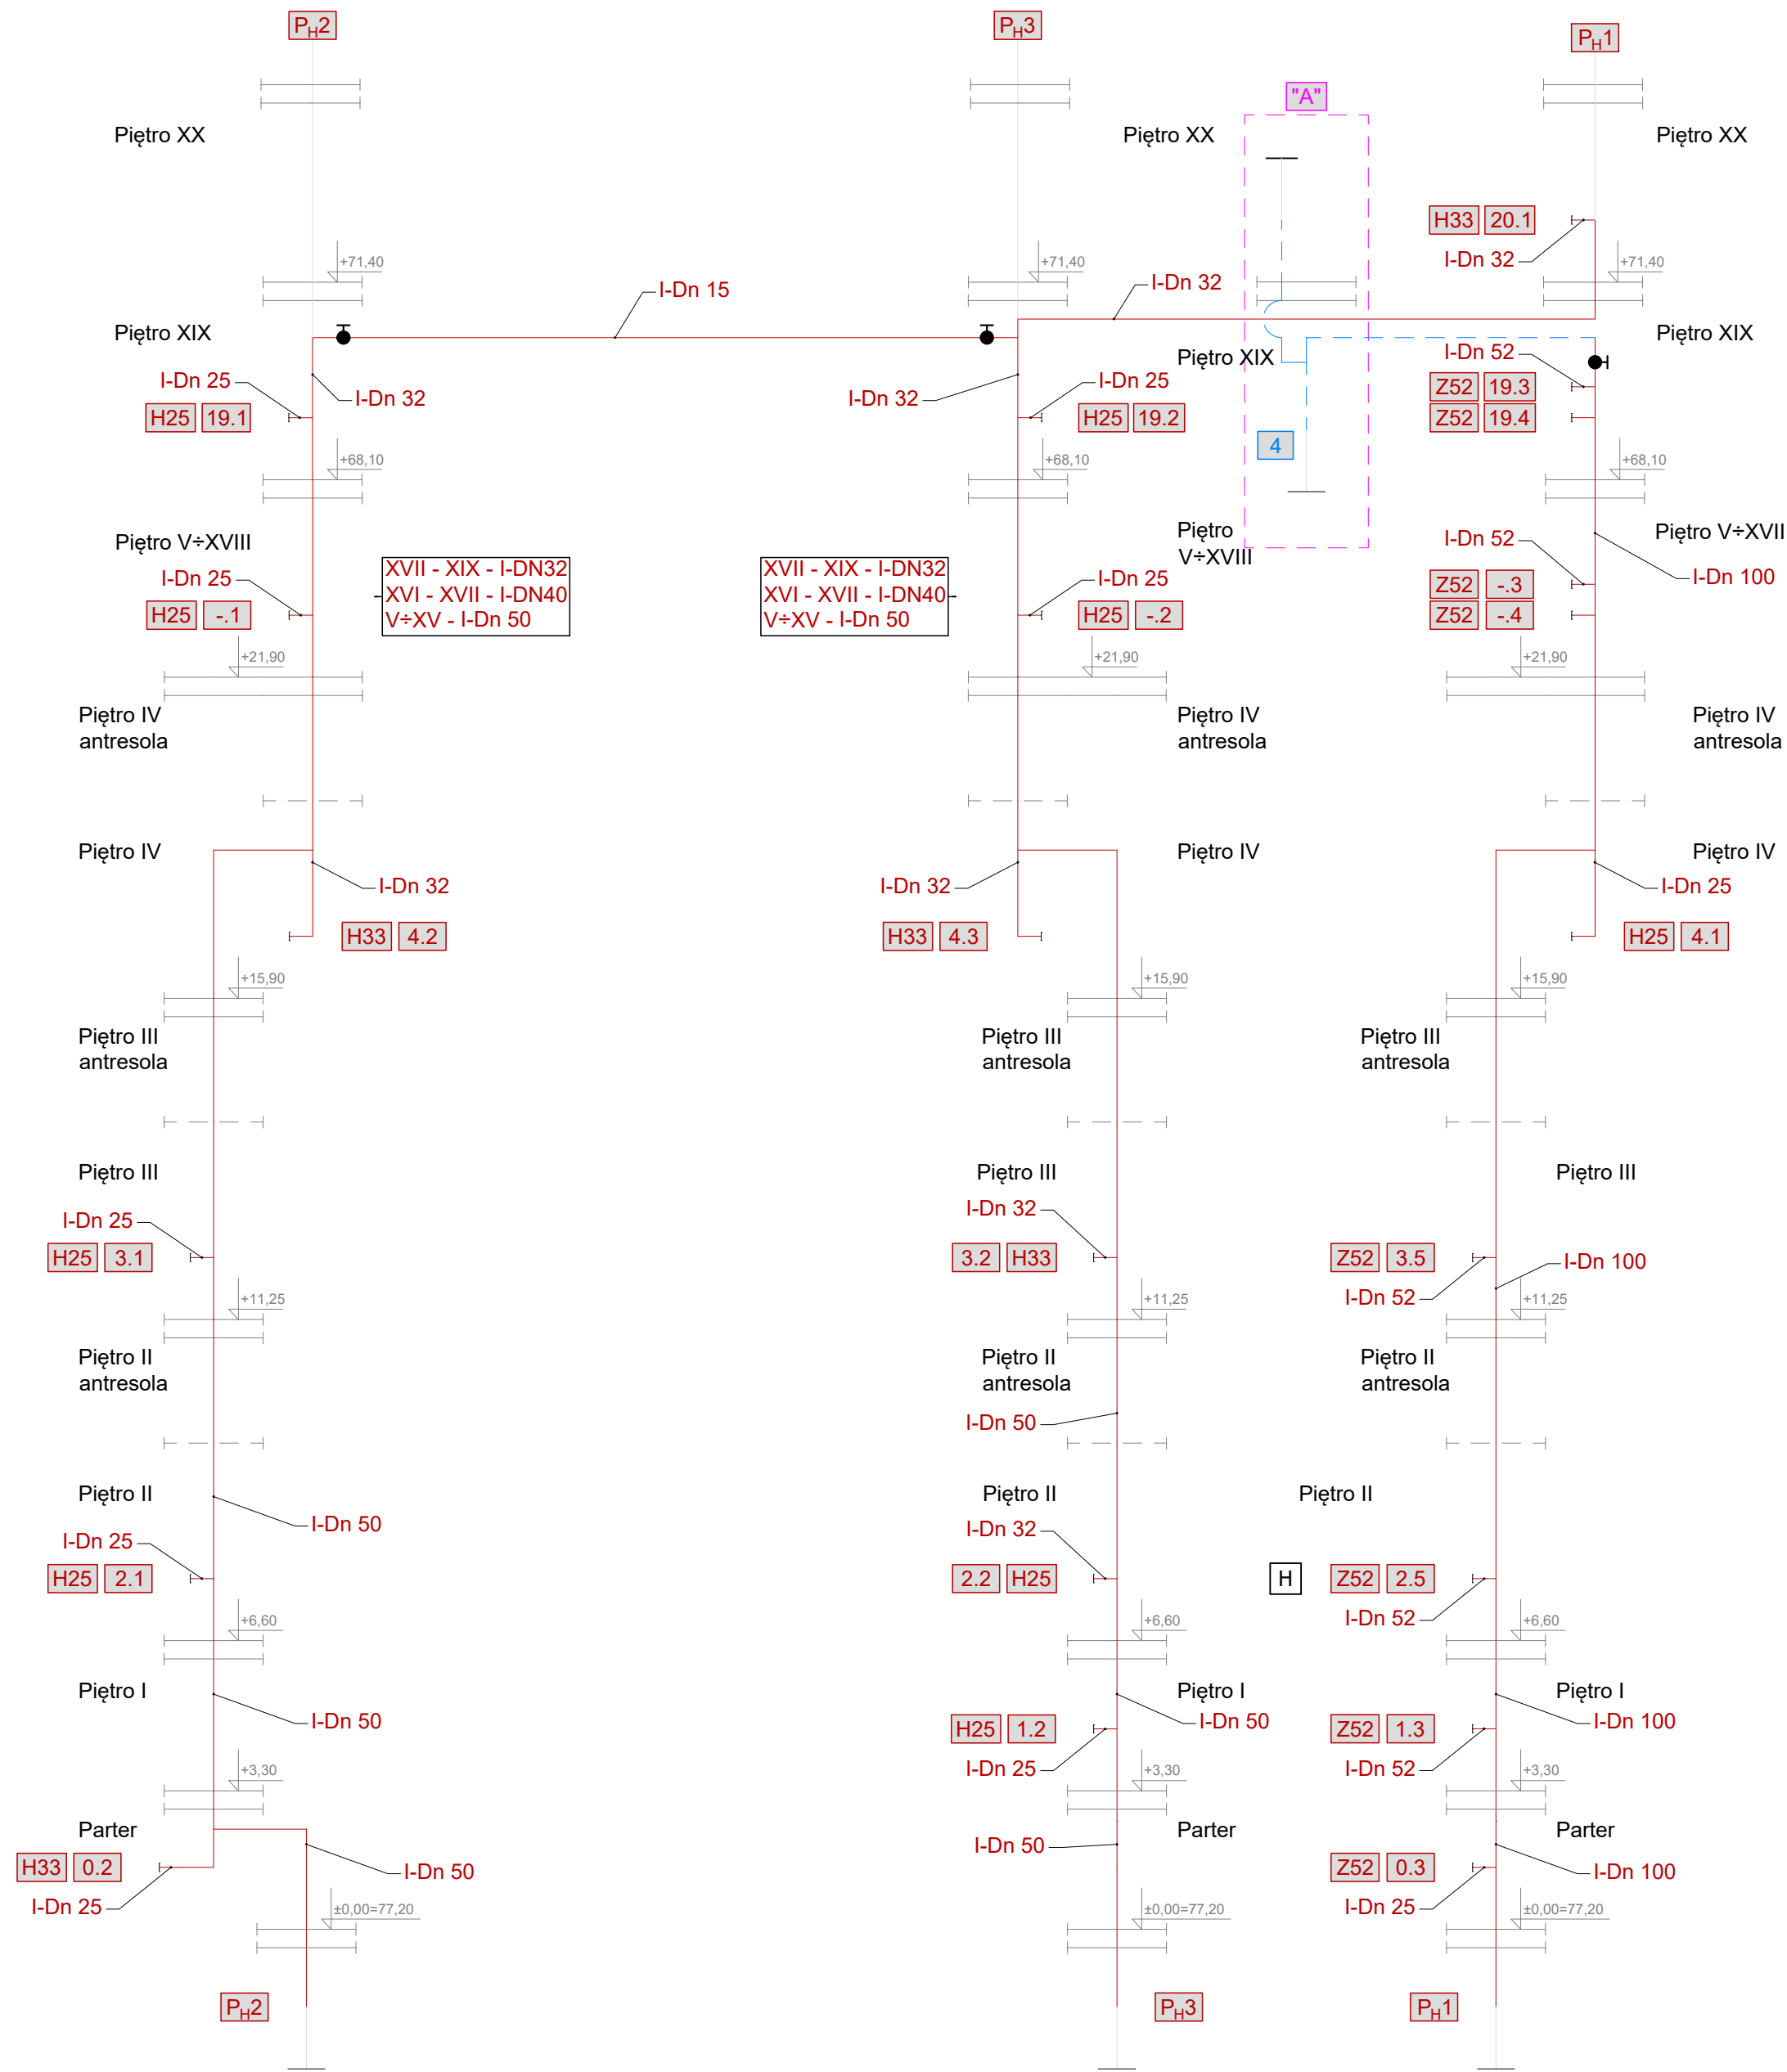 PH2
PH3
PH1
"A"
Piętro XX
Piętro XX
Piętro XX
H33 20.1
I-Dn 32
+71,40
+71,40
+71,40
I-Dn 15
I-Dn 32
Piętro XIX
Piętro XIX
Piętro XIX
I-Dn 52
I-Dn 25
I-Dn 32
I-Dn 32
I-Dn 25
Z52 19.3
H25 19.1
H25 19.2
Z52 19.4
4
+68,10
+68,10
+68,10
Piętro V÷XVIII
Piętro
V÷XVIII
Piętro V÷XVII
I-Dn 52
XVII - XIX - I-DN32
XVI - XVII - I-DN40
V÷XV - I-Dn 50
XVII - XIX - I-DN32
XVI - XVII - I-DN40
V÷XV - I-Dn 50
I-Dn 25
I-Dn 25
I-Dn 100
Z52 -.3
H25 -.1
H25 -.2
Z52 -.4
+21,90
+21,90
+21,90
Piętro IV
antresola
Piętro IV
antresola
Piętro IV
antresola
Piętro IV
Piętro IV
Piętro IV
I-Dn 32
I-Dn 32
I-Dn 25
H33 4.2
H33 4.3
H25 4.1
+15,90
+15,90
+15,90
Piętro III
antresola
Piętro III
antresola
Piętro III
antresola
Piętro III
Piętro III
Piętro III
I-Dn 25
I-Dn 32
H25 3.1
3.2 H33
Z52 3.5
I-Dn 100
I-Dn 52
+11,25
+11,25
+11,25
Piętro II
antresola
Piętro II
antresola
Piętro II
antresola
I-Dn 50
Piętro II
Piętro II
Piętro II
I-Dn 50
I-Dn 25
I-Dn 32
H25 2.1
2.2 H25
H
Z52 2.5
I-Dn 52
+6,60
+6,60
+6,60
Piętro I
Piętro I
Piętro I
I-Dn 50
I-Dn 50
I-Dn 100
H25 1.2
Z52 1.3
I-Dn 25
I-Dn 52
+3,30
+3,30
+3,30
Parter
Parter
Parter
I-Dn 50
H33 0.2
I-Dn 50
Z52 0.3
I-Dn 100
I-Dn 25
I-Dn 25
±0,00=77,20
±0,00=77,20
±0,00=77,20
PH2
PH3
PH1